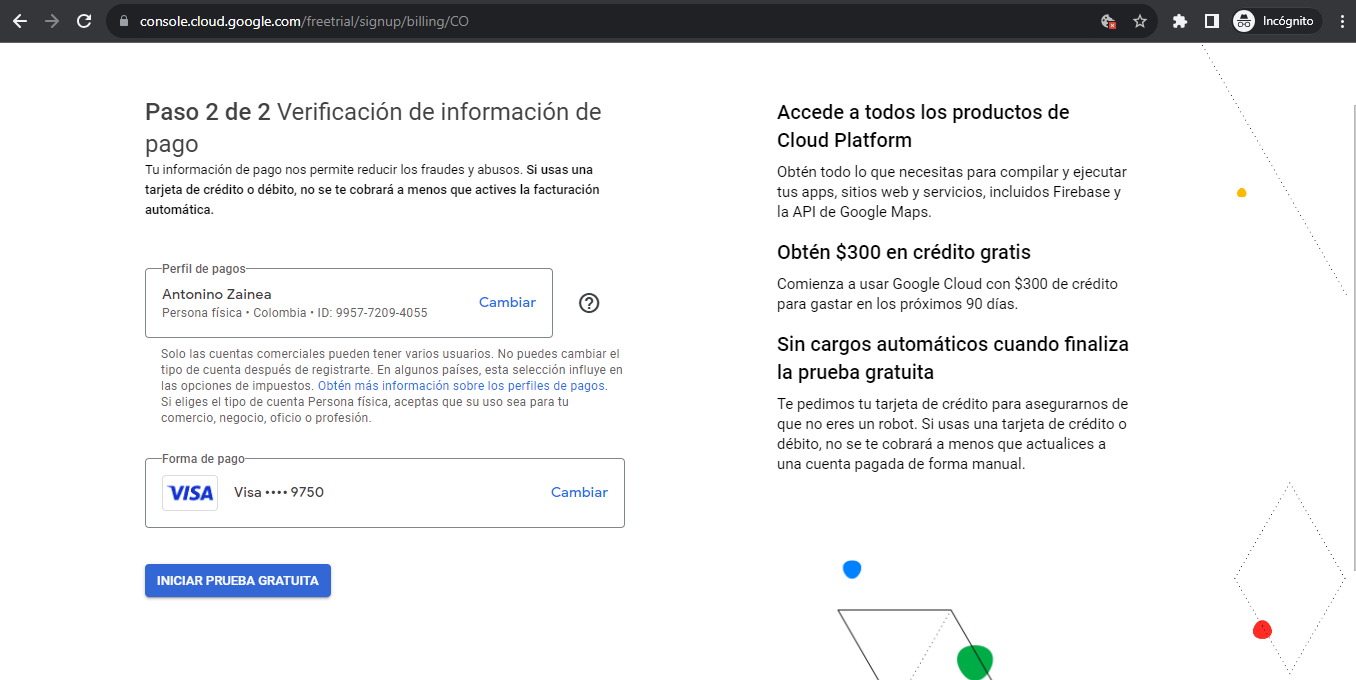 console.cloud.google.com/freetrial/signup/billing/CO
Incógnito
Paso 2 de 2 Verificación de información de
pago
Tu información de pago nos permite reducir los fraudes y abusos. Si usas una
tarjeta de crédito o débito, no se te cobrará a menos que actives la facturación
automática.
Perfil de pagos
Antonino Zainea
Persona física • Colombia • ID: 9957-7209-4055
Cambiar
Solo las cuentas comerciales pueden tener varios usuarios. No puedes cambiar el
tipo de cuenta después de registrarte. En algunos países, esta selección influye en
las opciones de impuestos. Obtén más información sobre los perfiles de pagos.
Si eliges el tipo de cuenta Persona física, aceptas que su uso sea para tu
comercio, negocio, oficio o profesión.
Forma de pago
VISA
Visa •••• 9750
Cambiar
INICIAR PRUEBA GRATUITA
Accede a todos los productos de
Cloud Platform
Obtén todo lo que necesitas para compilar y ejecutar
tus apps, sitios web y servicios, incluidos Firebase y
la API de Google Maps.
Obtén $300 en crédito gratis
Comienza a usar Google Cloud con $300 de crédito
para gastar en los próximos 90 días.
Sin cargos automáticos cuando finaliza
la prueba gratuita
Te pedimos tu tarjeta de crédito para asegurarnos de
que no eres un robot. Si usas una tarjeta de crédito o
débito, no se te cobrará a menos que actualices a
una cuenta pagada de forma manual.